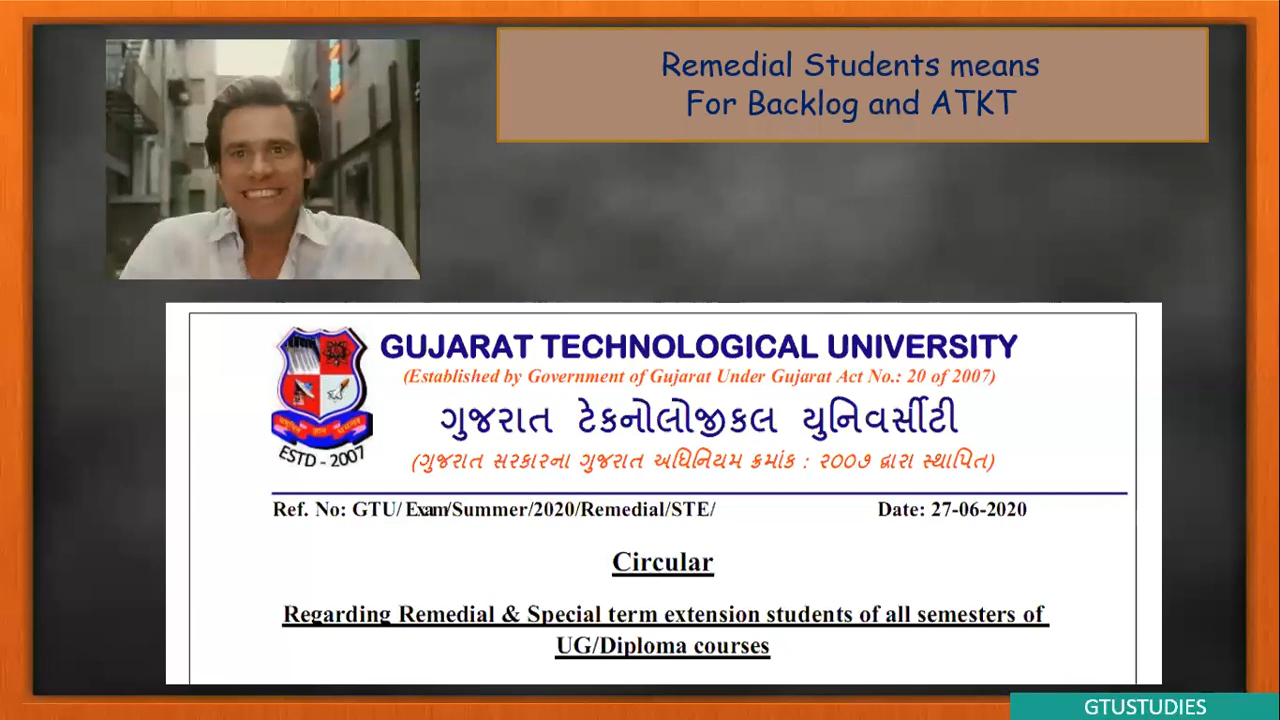 Remedial Students means
For Backlog and ATKT
GUJARAT TECHNOLOGICAL UNIVERSITY
(Established by Government of Gujarat Under Gujarat Act No.: 20 of 2007)
ગુજરાત ટેકનોલોજીકલ યુનિવર્સીટી
(ગુજરાત સરકારના ગુજરાત અધિનિયમ ક્રમાંક : ૨૦૦૭ દ્વારા સ્થાપિત)
ESTD - 2007
Ref. No: GTU/ Exam/Summer/2020/Remedial/STE/ Date: 27-06-2020
Circular
Regarding Remedial & Special term extension students of all semesters of
UG/Diploma courses
GTUSTUDIES